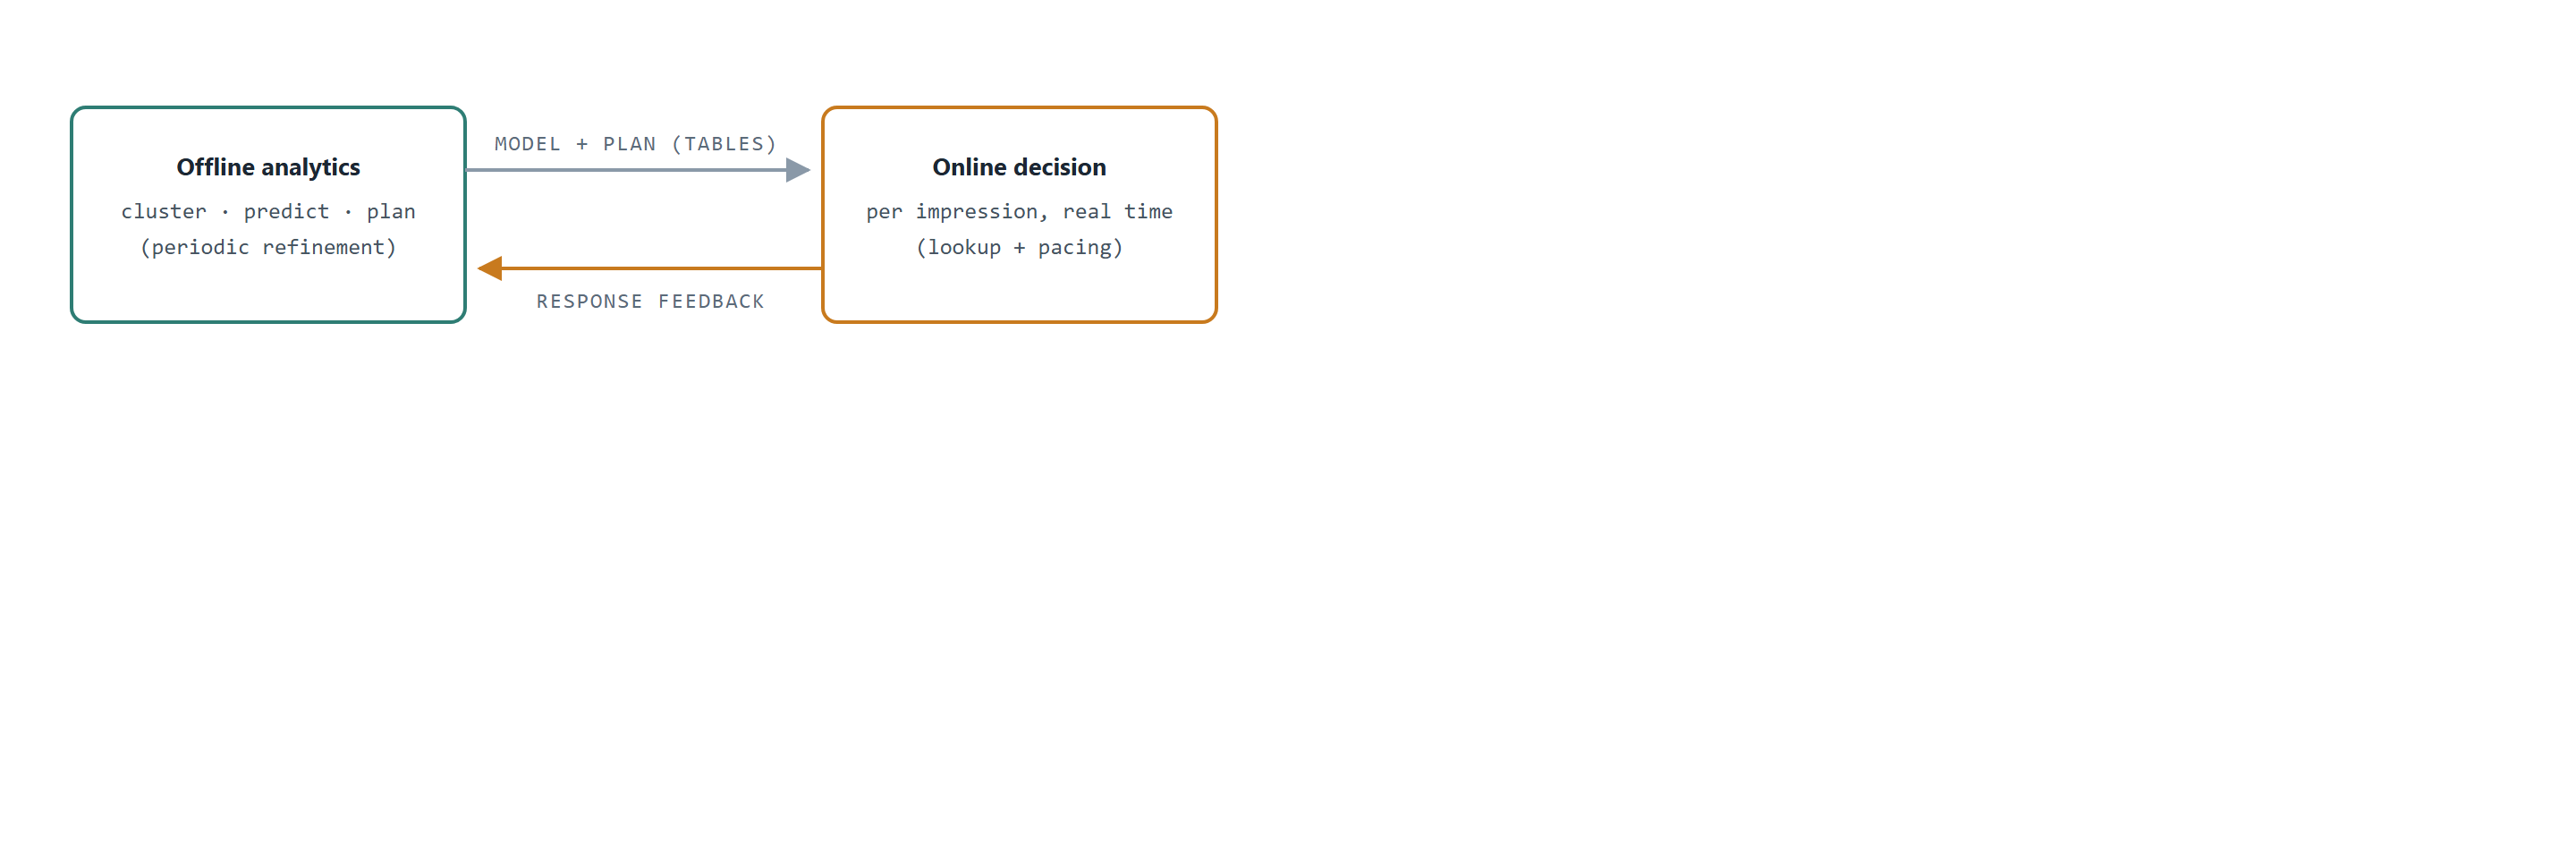 Offline analytics
cluster · predict · plan
(periodic refinement)
MODEL + PLAN (TABLES)
RESPONSE FEEDBACK
Online decision
per impression, real time
(lookup + pacing)